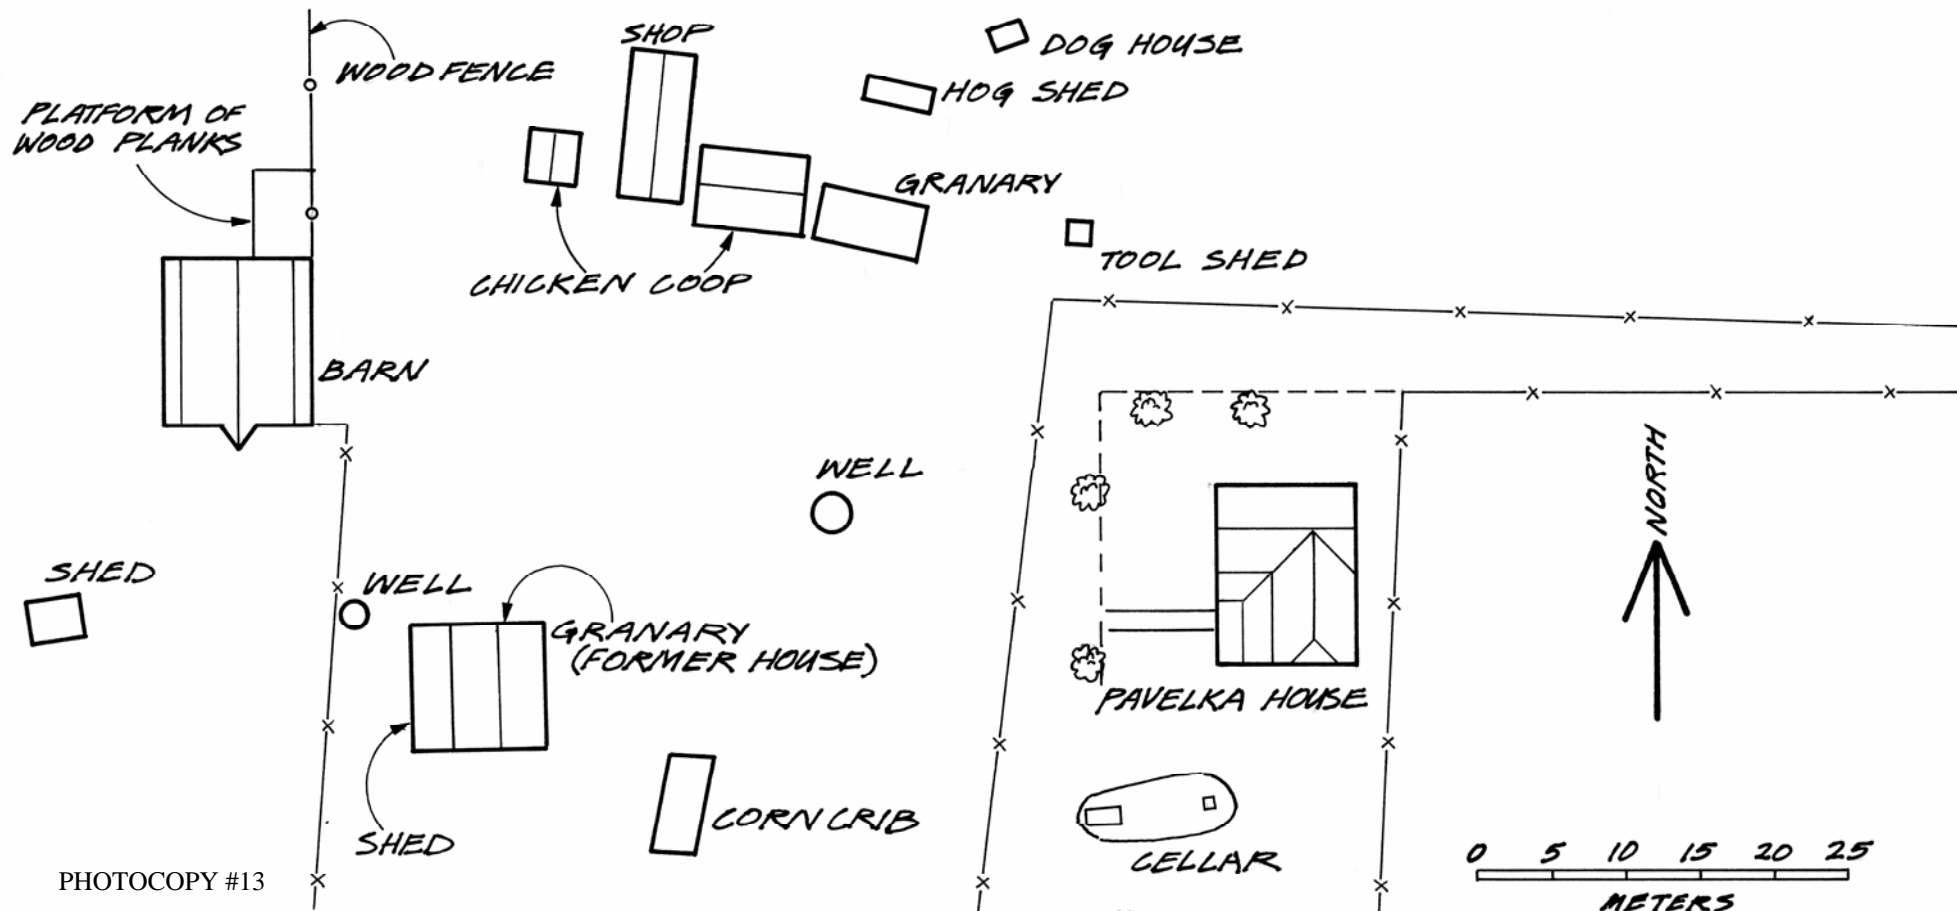 SHOP
DOG HOUSE
WOOD FENCE
HOG SHED
PLATFORM OF
WOOD PLANKS
GRANARY
TOOL SHED
CHICKEN COOP
BARN
NORTH
WELL
SHED
WELL
GRANARY
(FORMER HOUSE)
PAVELKA HOUSE
CORN CRIB
SHED
CELLAR
0 5 10 15 20 25
METERS
PHOTOCOPY #13